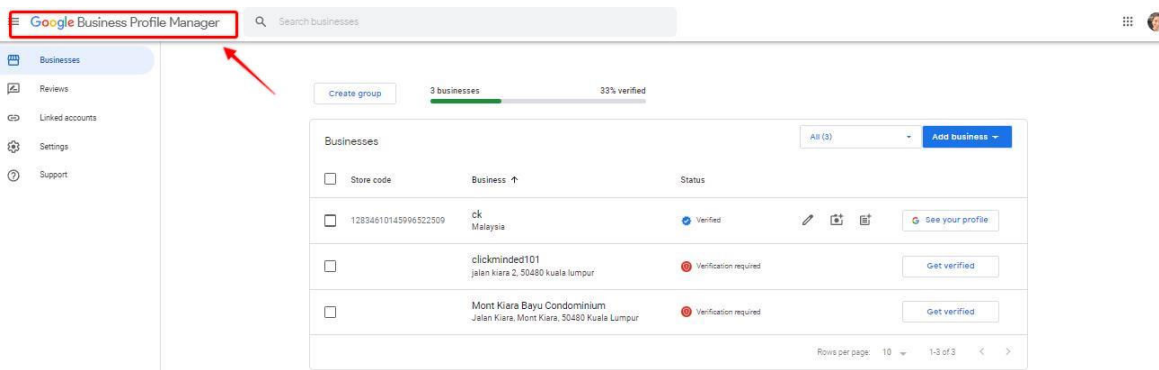 Google Business Profile Manager
Search businesses
Businesses
Reviews
Linked accounts
Settings
Support
Create group
3 businesses
33% verified
Businesses
All (3)
Add business
Store code
Business
Status
12834610145996522509
ck
Malaysia
Verified
See your profile
clickminded101
jalan kiara 2, 50480 kuala lumpur
Verification required
Get verified
Mont Kiara Bayu Condominium
Jalan Kiara, Mont Kiara, 50480 Kuala Lumpur
Verification required
Get verified
Rows per page: 10
1-3 of 3